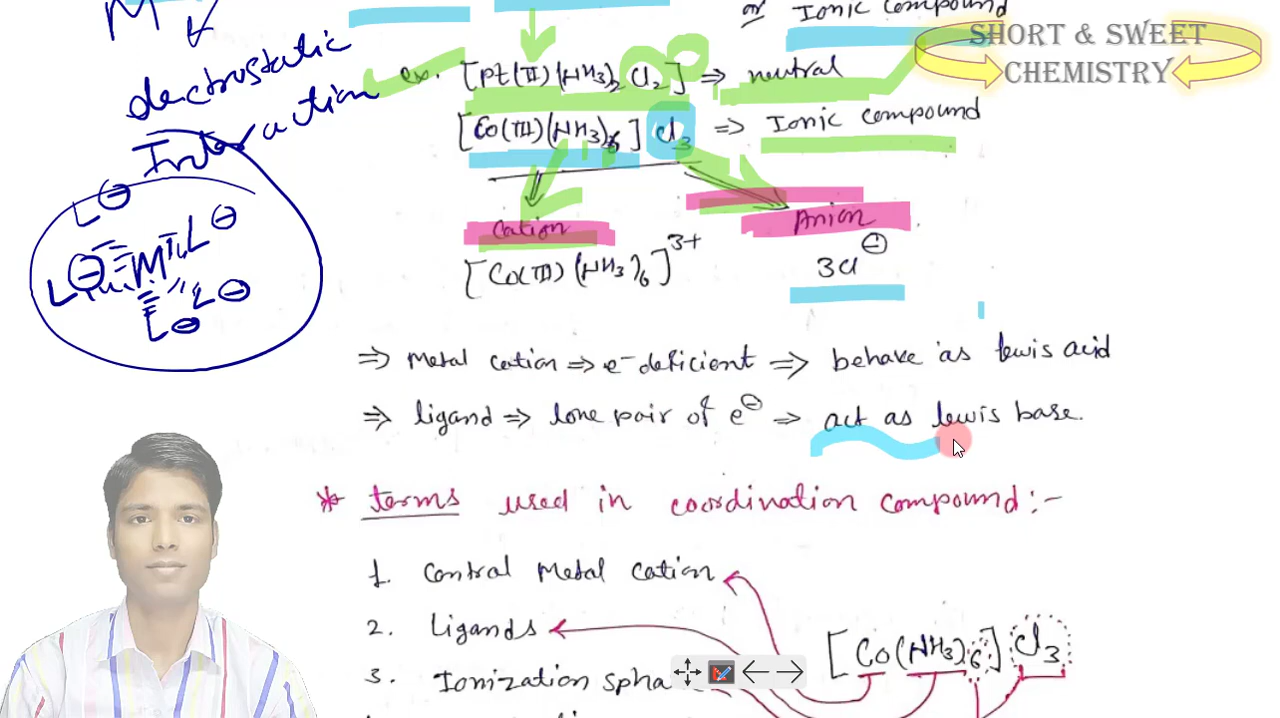 M
electrostatic
Interaction
L⊖
L⊖
L⊖ M
L⊖
L⊖
or Ionic Compound
SHORT & SWEET
CHEMISTRY
ex. [Pt(II)(NH3)2Cl2] ⇒ neutral
[Co(III)(NH3)6]Cl3 ⇒ Ionic compound
Cation
Anion
[Co(III)(NH3)6]3+
3Cl⊖
⇒ Metal cation ⇒ e-deficient ⇒ behave as lewis acid
⇒ ligand ⇒ lone pair of e⊖ ⇒ act as lewis base.
* terms used in coordination compound :-
1. Central Metal Cation
2. Ligands
[Co(NH3)6]Cl3
3. Ionization spha